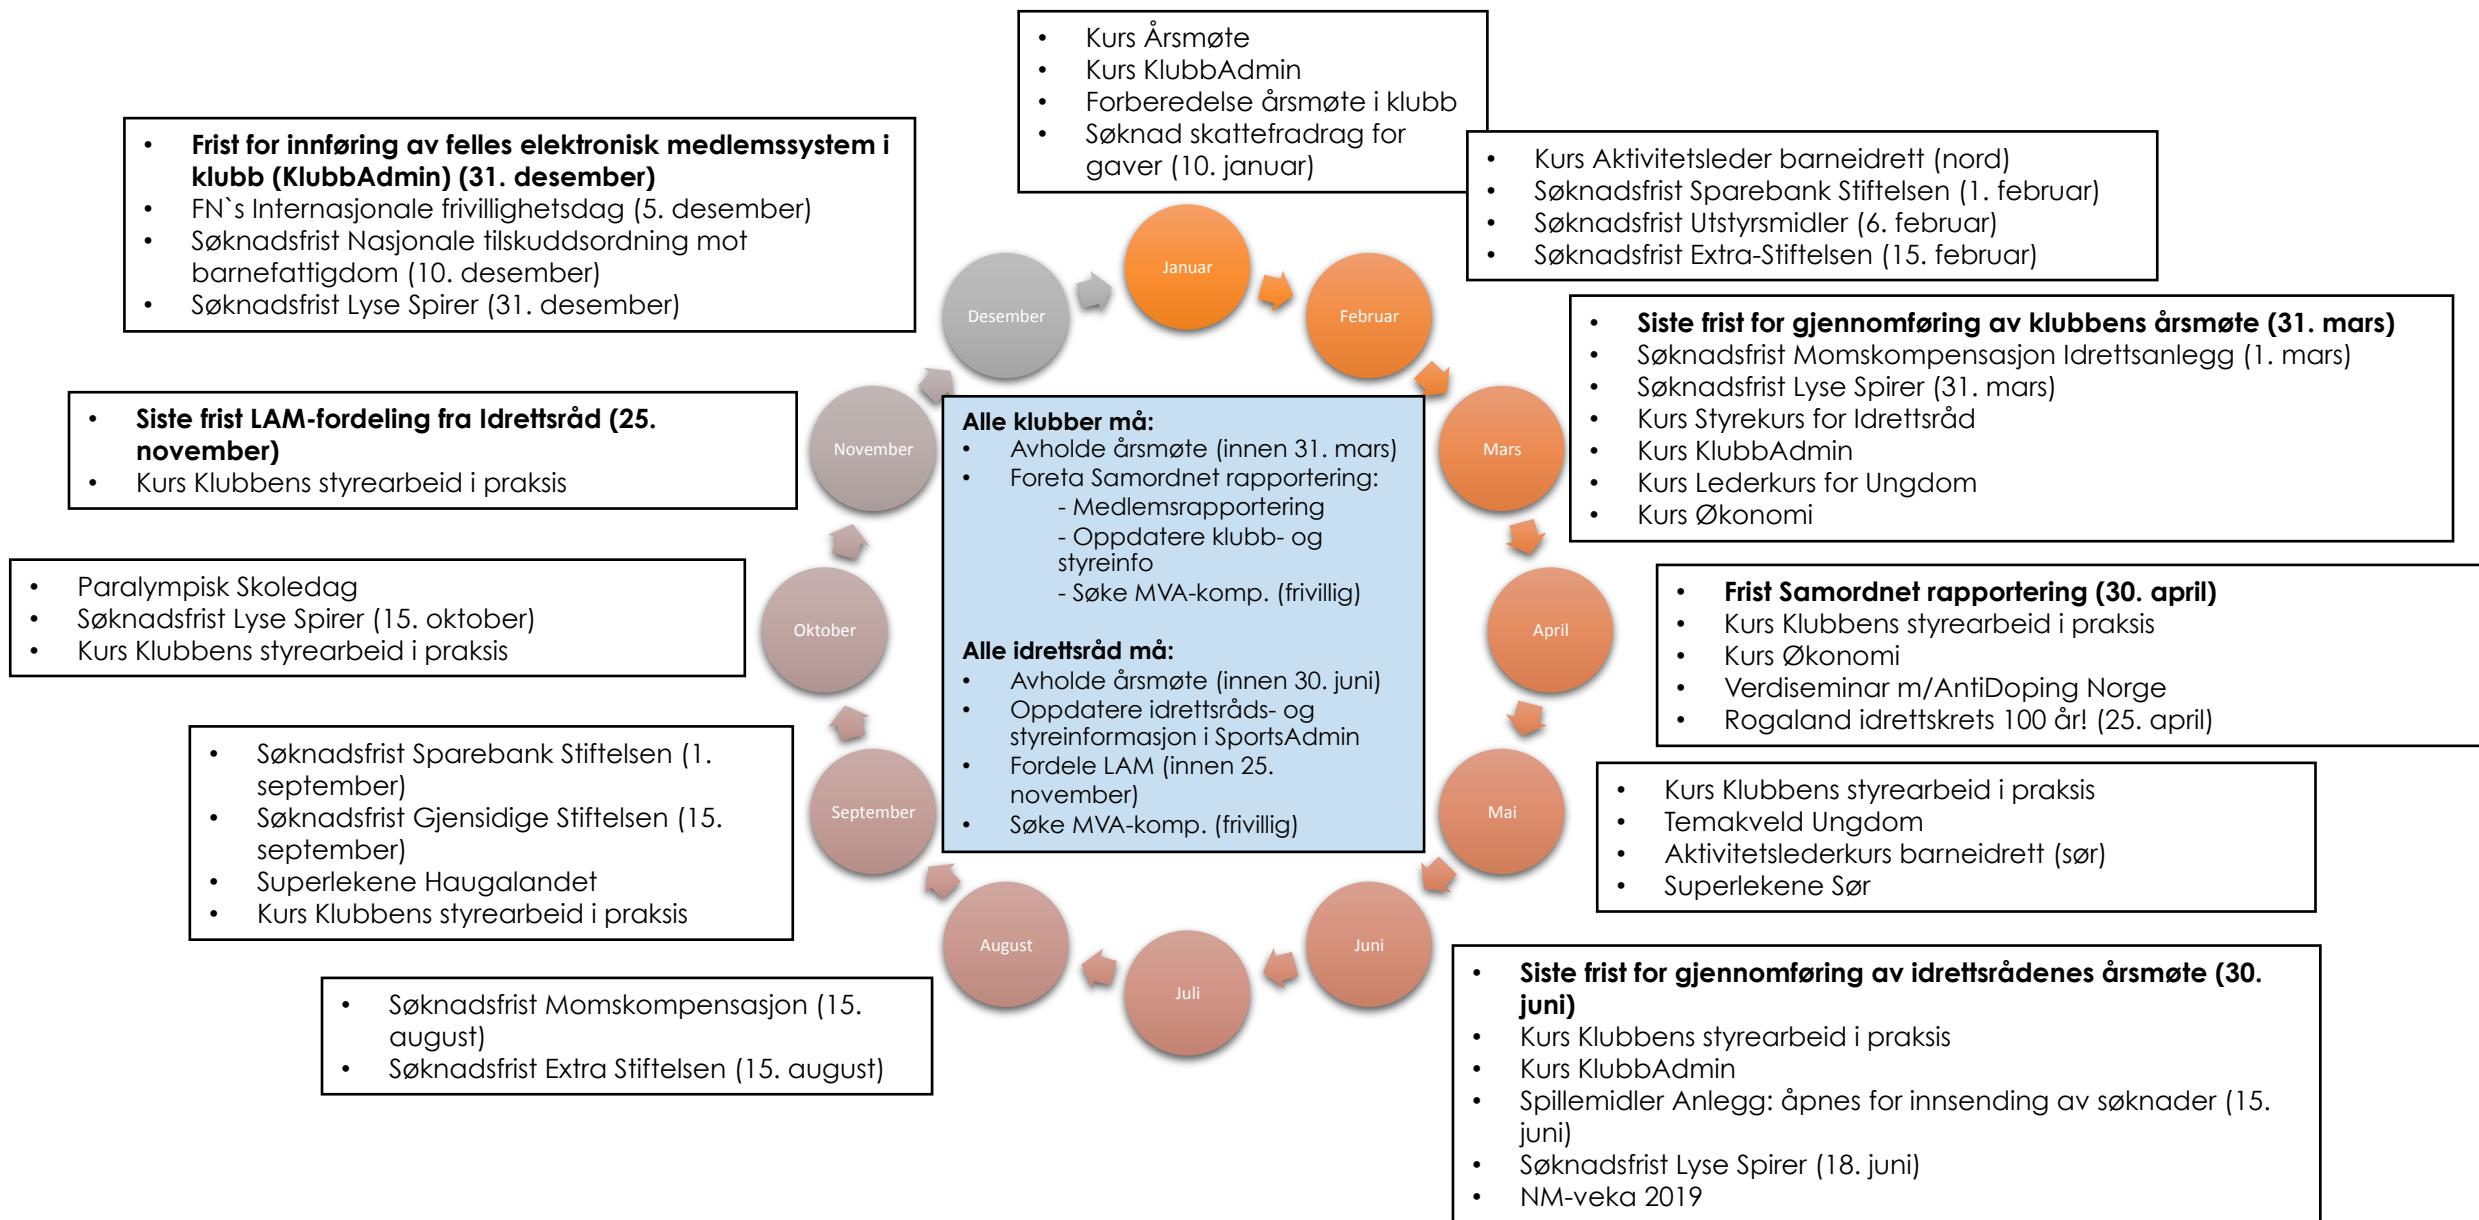 • Kurs Årsmøte
• Kurs KlubbAdmin
• Forberedelse årsmøte i klubb
• Søknad skattefradrag for
gaver (10. januar)
• Kurs Aktivitetsleder barneidrett (nord)
• Søknadsfrist Sparebank Stiftelsen (1. februar)
• Søknadsfrist Utstyrsmidler (6. februar)
• Søknadsfrist Extra-Stiftelsen (15. februar)
• Siste frist for gjennomføring av klubbens årsmøte (31. mars)
• Søknadsfrist Momskompensasjon Idrettsanlegg (1. mars)
• Søknadsfrist Lyse Spirer (31. mars)
• Kurs Styrekurs for Idrettsråd
• Kurs KlubbAdmin
• Kurs Lederkurs for Ungdom
• Kurs Økonomi
• Frist Samordnet rapportering (30. april)
• Kurs Klubbens styrearbeid i praksis
• Kurs Økonomi
• Verdiseminar m/AntiDoping Norge
• Rogaland idrettskrets 100 år! (25. april)
• Kurs Klubbens styrearbeid i praksis
• Temakveld Ungdom
• Aktivitetslederkurs barneidrett (sør)
• Superlekene Sør
• Siste frist for gjennomføring av idrettsrådenes årsmøte (30.
juni)
• Kurs Klubbens styrearbeid i praksis
• Kurs KlubbAdmin
• Spillemidler Anlegg: åpnes for innsending av søknader (15.
juni)
• Søknadsfrist Lyse Spirer (18. juni)
• NM-veka 2019
• Søknadsfrist Momskompensasjon (15.
august)
• Søknadsfrist Extra Stiftelsen (15. august)
• Søknadsfrist Sparebank Stiftelsen (1.
september)
• Søknadsfrist Gjensidige Stiftelsen (15.
september)
• Superlekene Haugalandet
• Kurs Klubbens styrearbeid i praksis
• Paralympisk Skoledag
• Søknadsfrist Lyse Spirer (15. oktober)
• Kurs Klubbens styrearbeid i praksis
• Siste frist LAM-fordeling fra Idrettsråd (25.
november)
• Kurs Klubbens styrearbeid i praksis
• Frist for innføring av felles elektronisk medlemssystem i
klubb (KlubbAdmin) (31. desember)
• FN`s Internasjonale frivillighetsdag (5. desember)
• Søknadsfrist Nasjonale tilskuddsordning mot
barnefattigdom (10. desember)
• Søknadsfrist Lyse Spirer (31. desember)
Januar
Februar
Mars
April
Mai
Juni
Juli
August
September
Oktober
November
Desember
Alle klubber må:
• Avholde årsmøte (innen 31. mars)
• Foreta Samordnet rapportering:
- Medlemsrapportering
- Oppdatere klubb- og
styreinfo
- Søke MVA-komp. (frivillig)
Alle idrettsråd må:
• Avholde årsmøte (innen 30. juni)
• Oppdatere idrettsråds- og
styreinformasjon i SportsAdmin
• Fordele LAM (innen 25.
november)
• Søke MVA-komp. (frivillig)